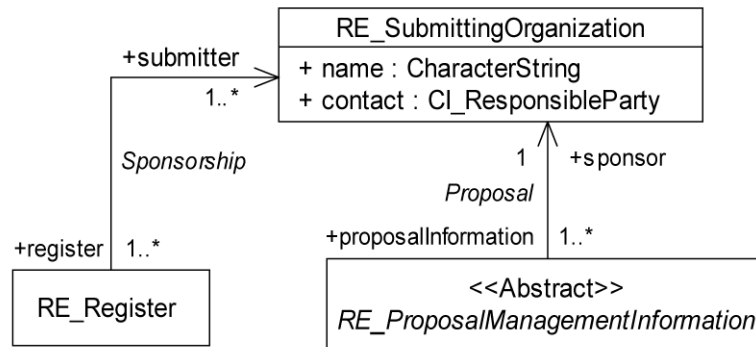 RE_SubmittingOrganization
+ name : CharacterString
+ contact : CI_ResponsibleParty
+submitter
1..*
Sponsorship
+register 1..*
RE_Register
1 +sponsor
Proposal
+proposalInformation 1..*
<<Abstract>>
RE_ProposalManagementInformation